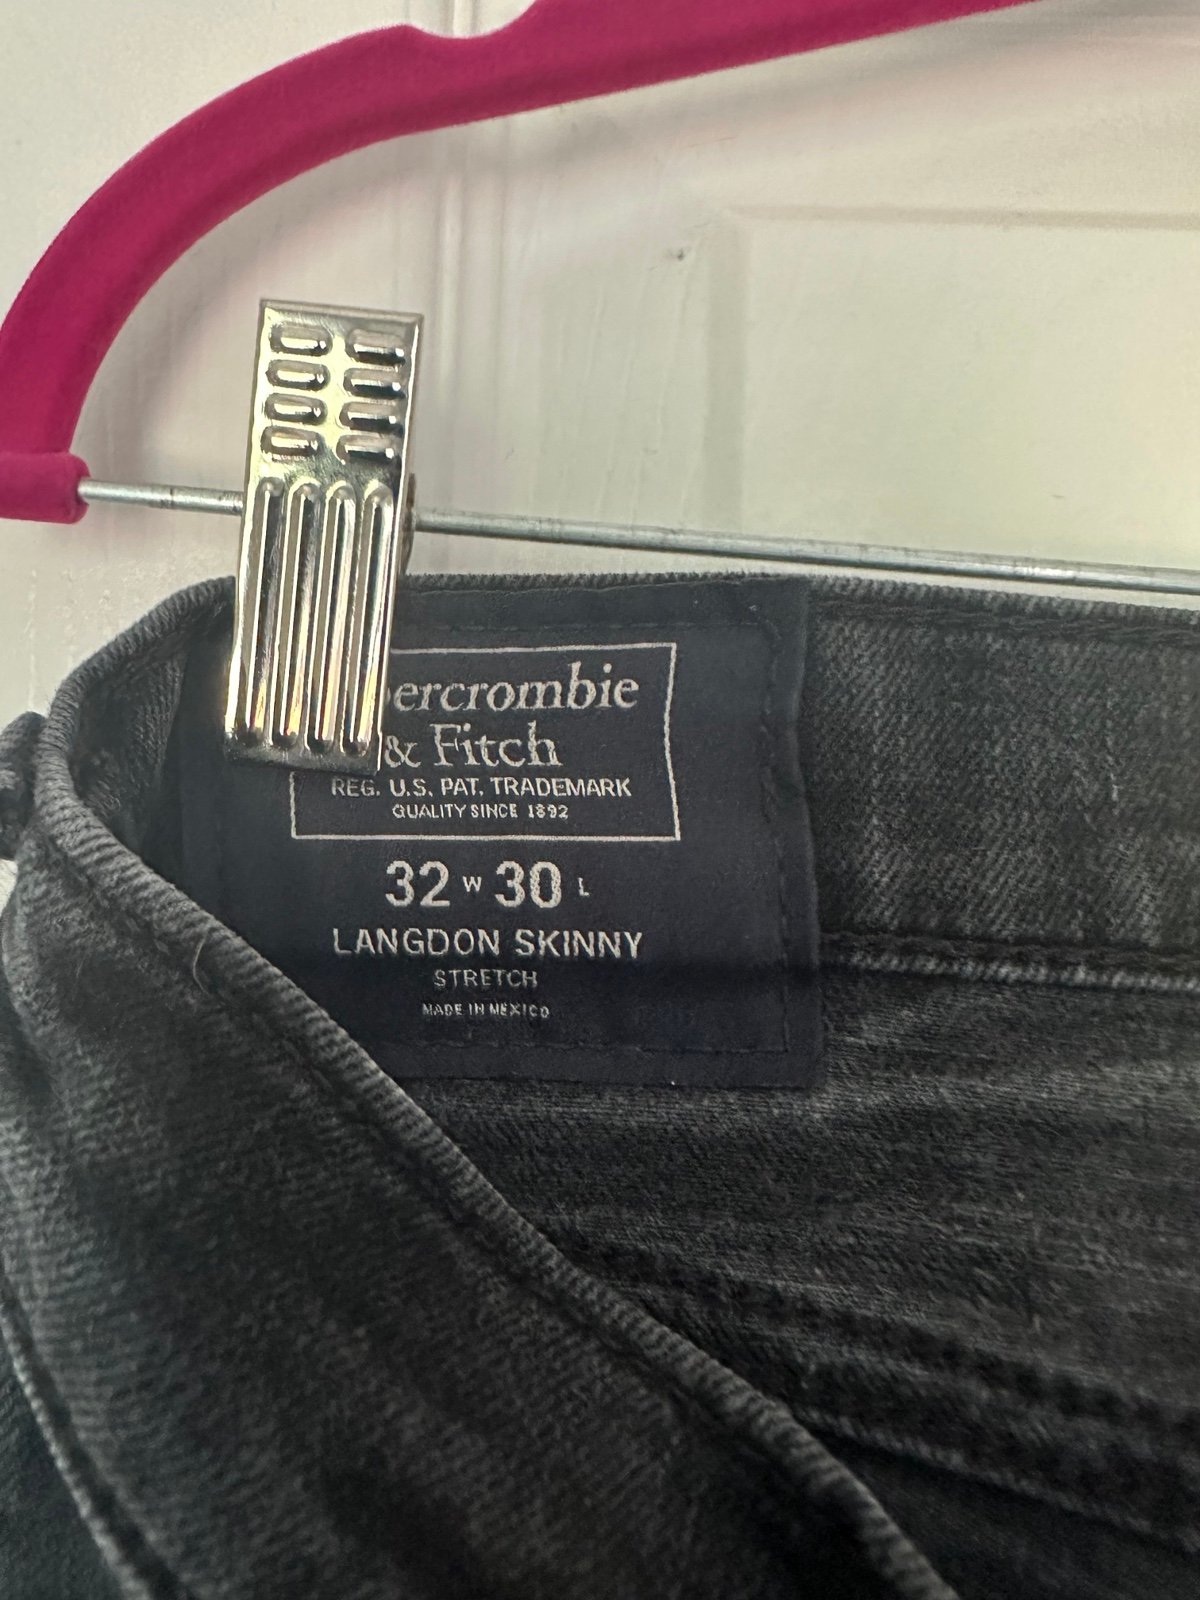 bercrombie
& Fitch
REG. U.S. PAT. TRADEMARK
QUALITY SINCE 1892
32 W 30 L
LANGDON SKINNY
STRETCH
MADE IN MEXICO